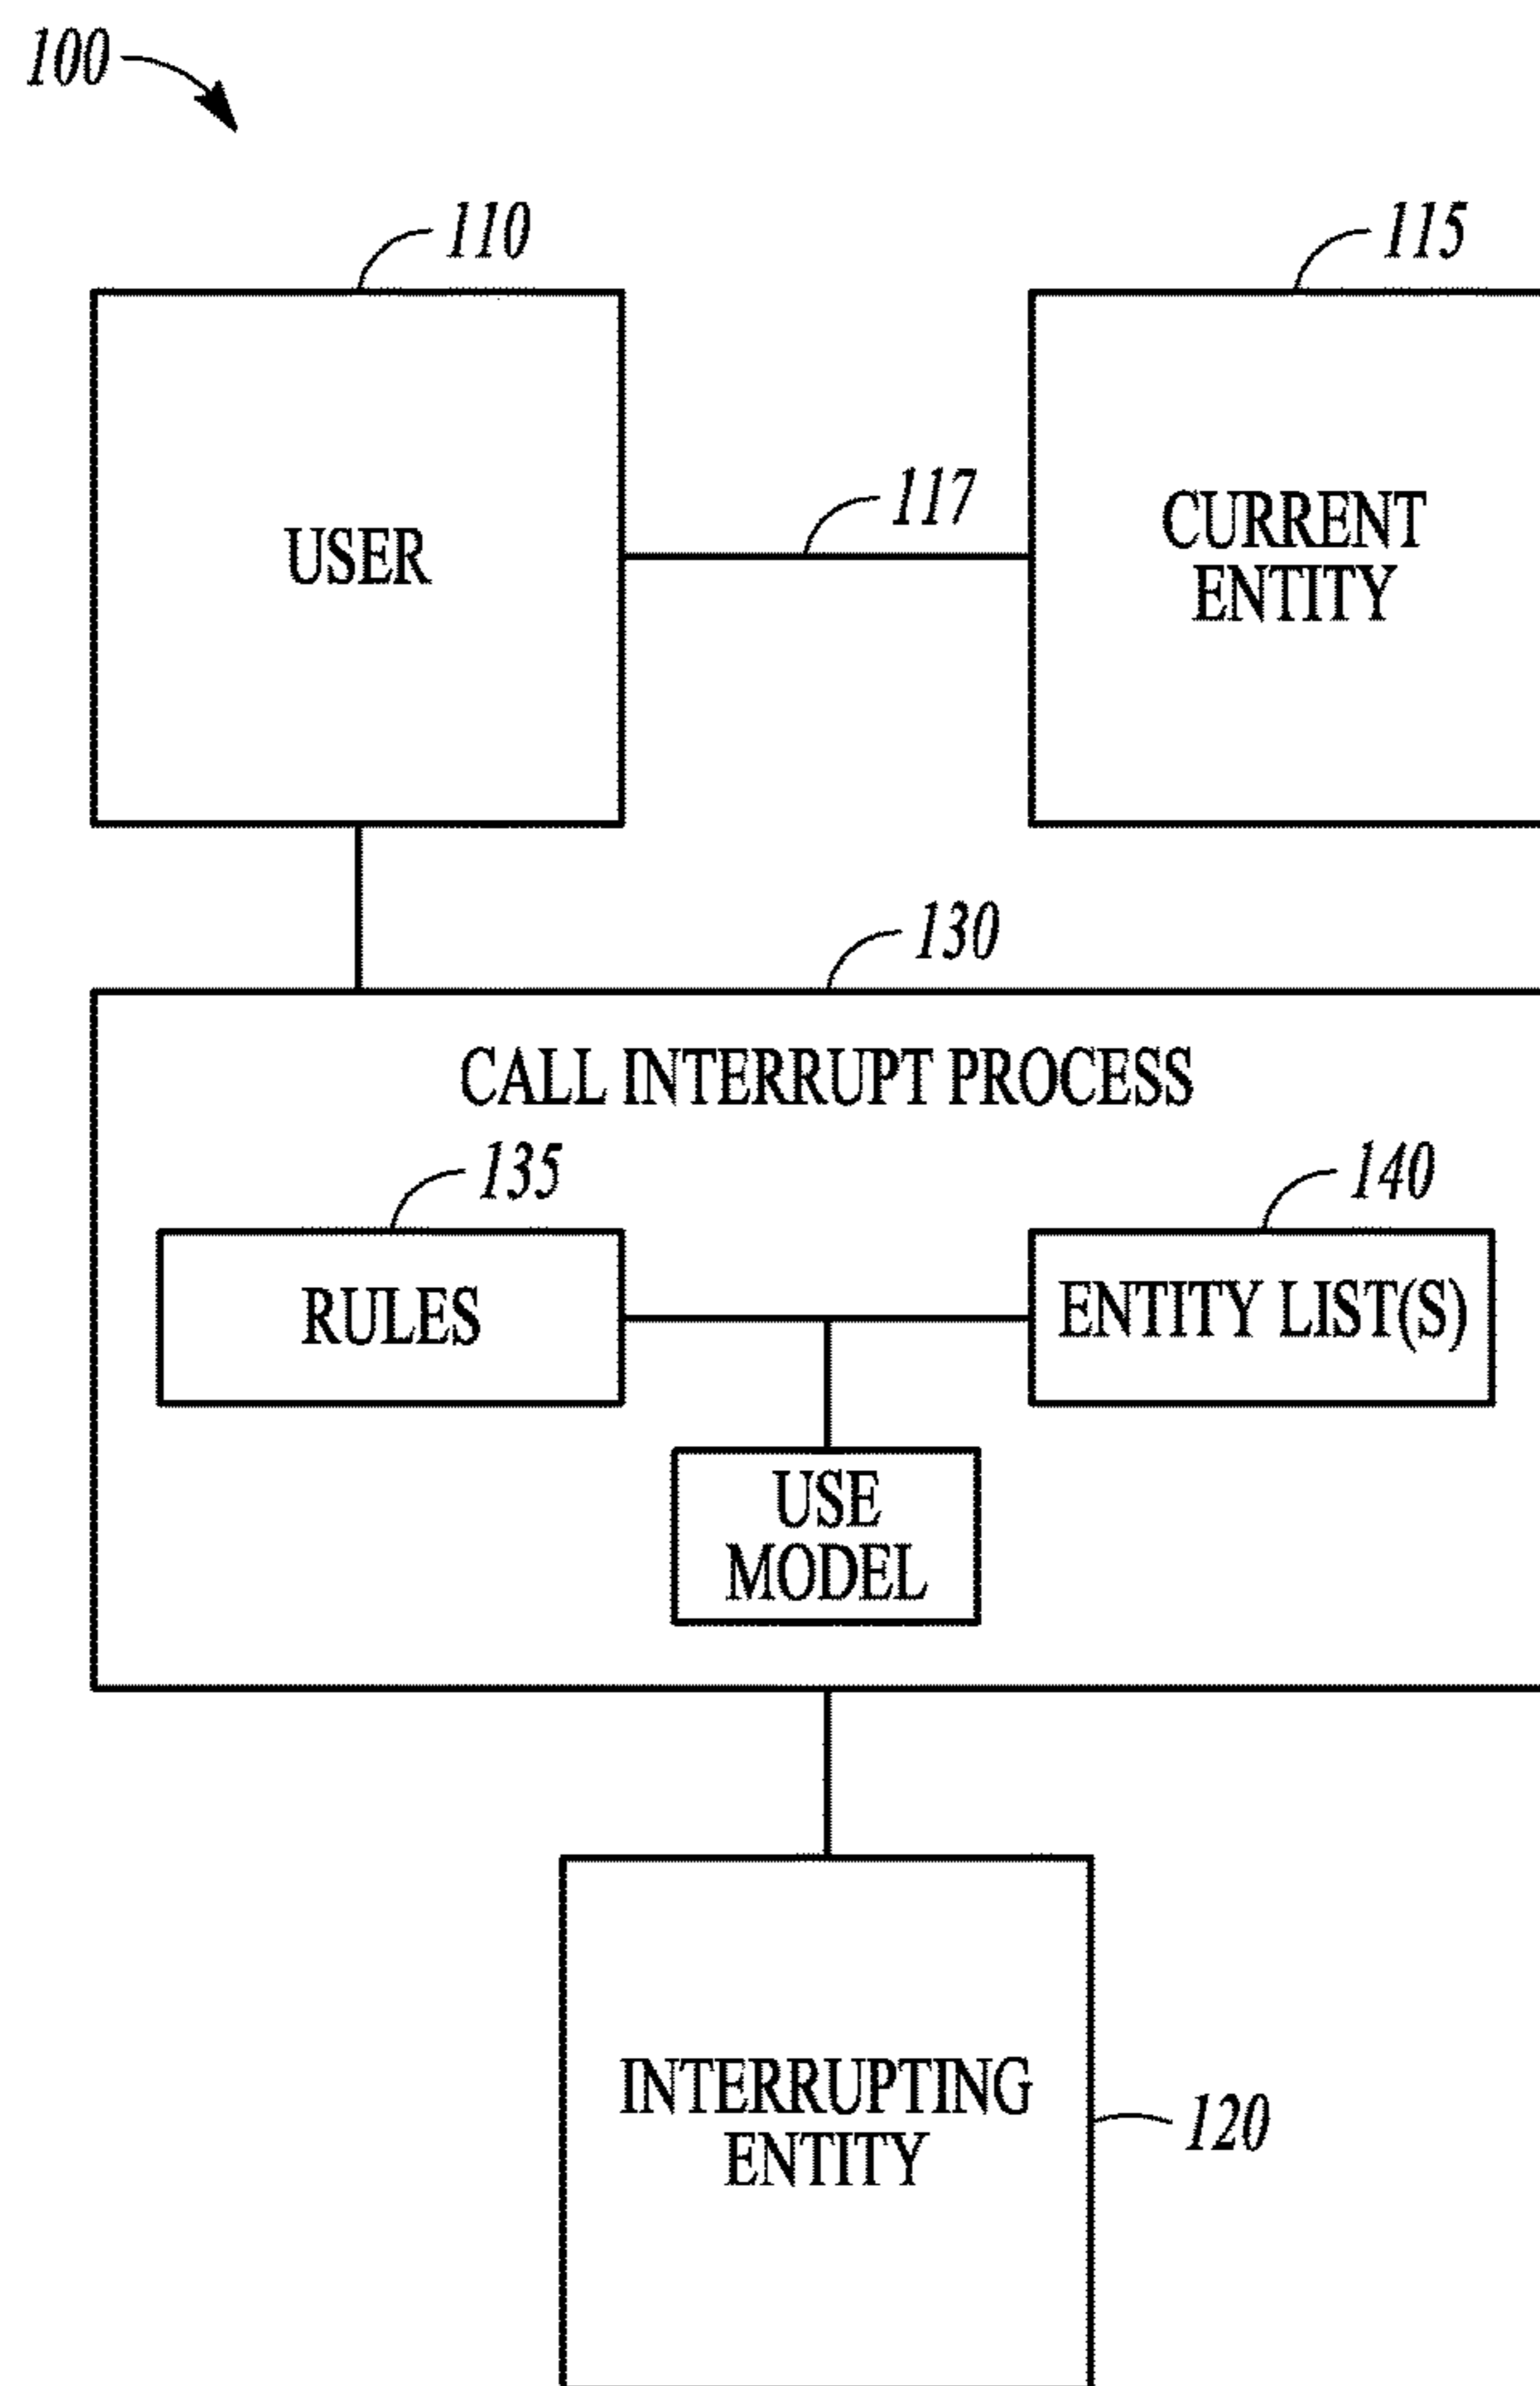 100
110
115
USER
117
CURRENT
ENTITY
130
CALL INTERRUPT PROCESS
135
140
RULES
ENTITY LIST(S)
USE
MODEL
INTERRUPTING
ENTITY
120